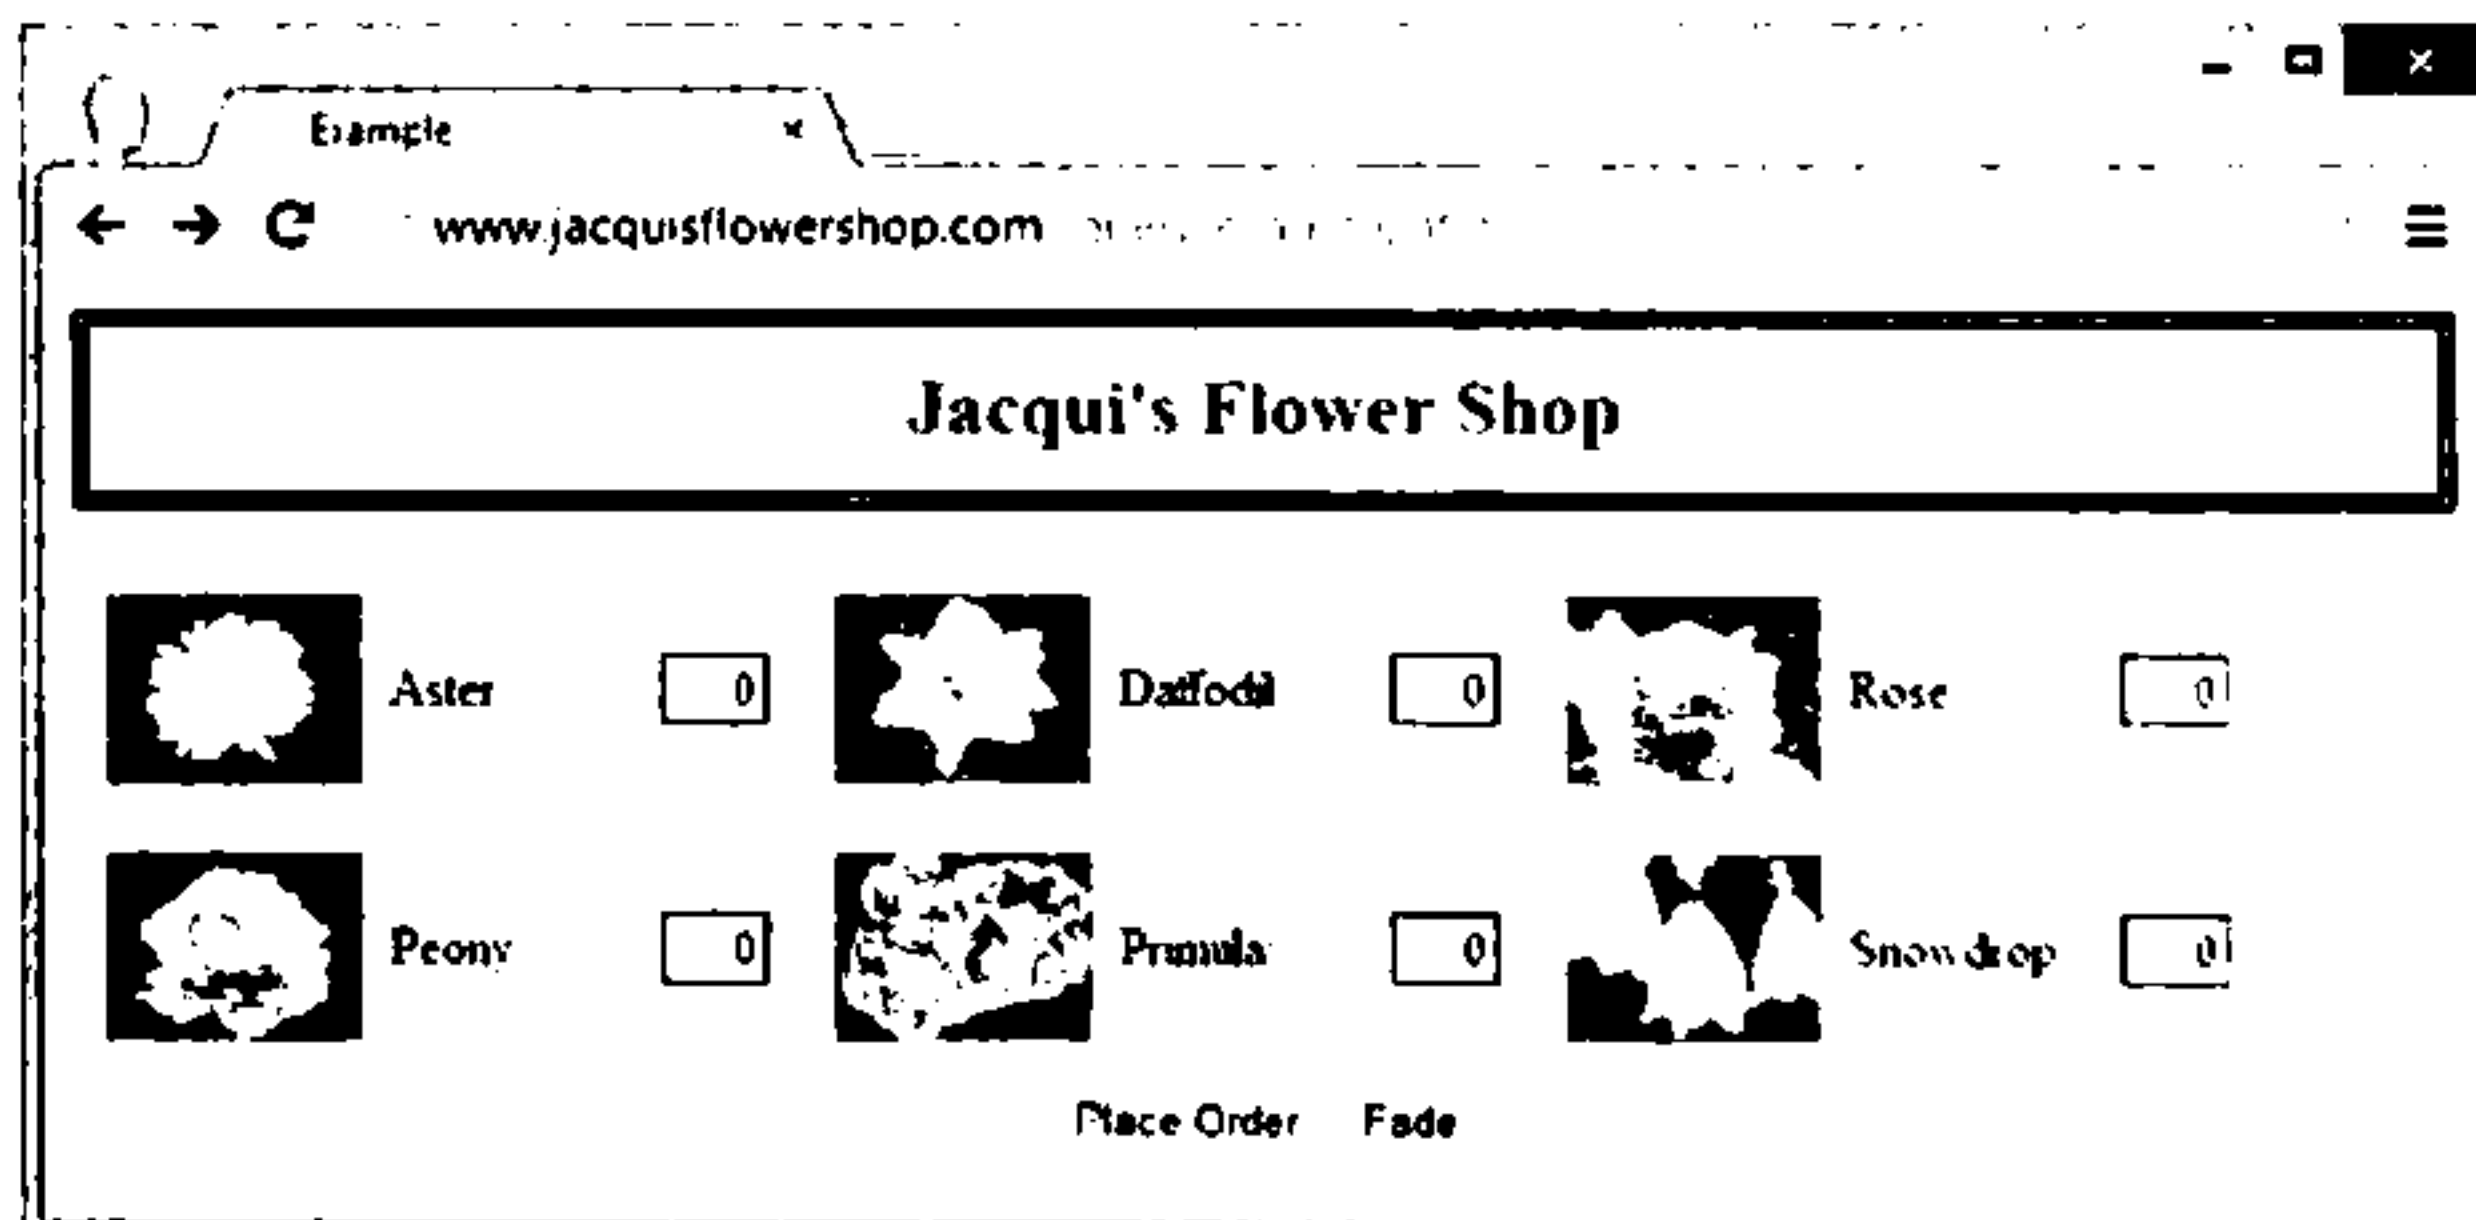 Example
www.jacquisflowershop.com
Jacqui's Flower Shop
Aster 0 Daffodil 0 Rose 0
Peony 0 Primula 0 Snowdrop 0
Place Order Fade